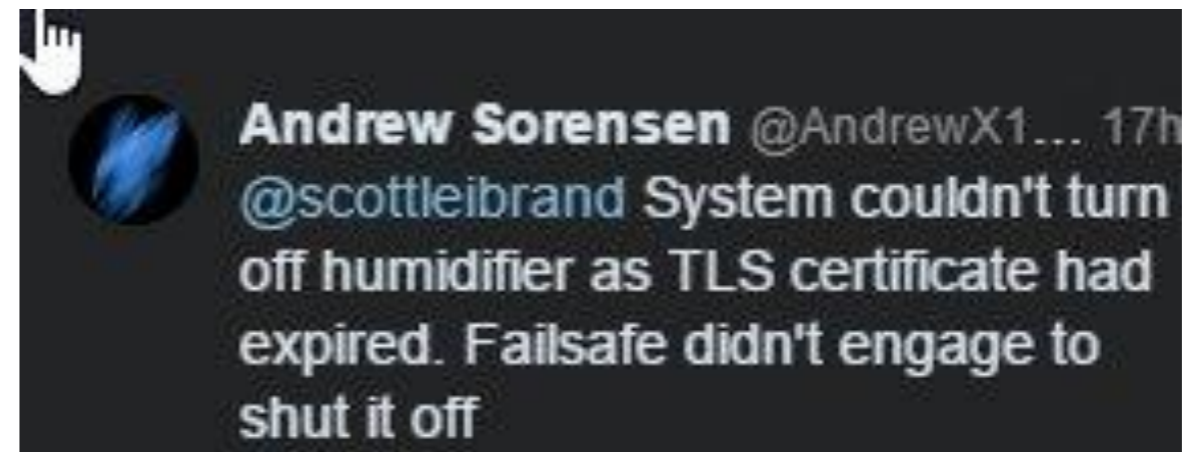 Andrew Sorensen @AndrewX1... 17h
@scottleibrand System couldn't turn
off humidifier as TLS certificate had
expired. Failsafe didn't engage to
shut it off